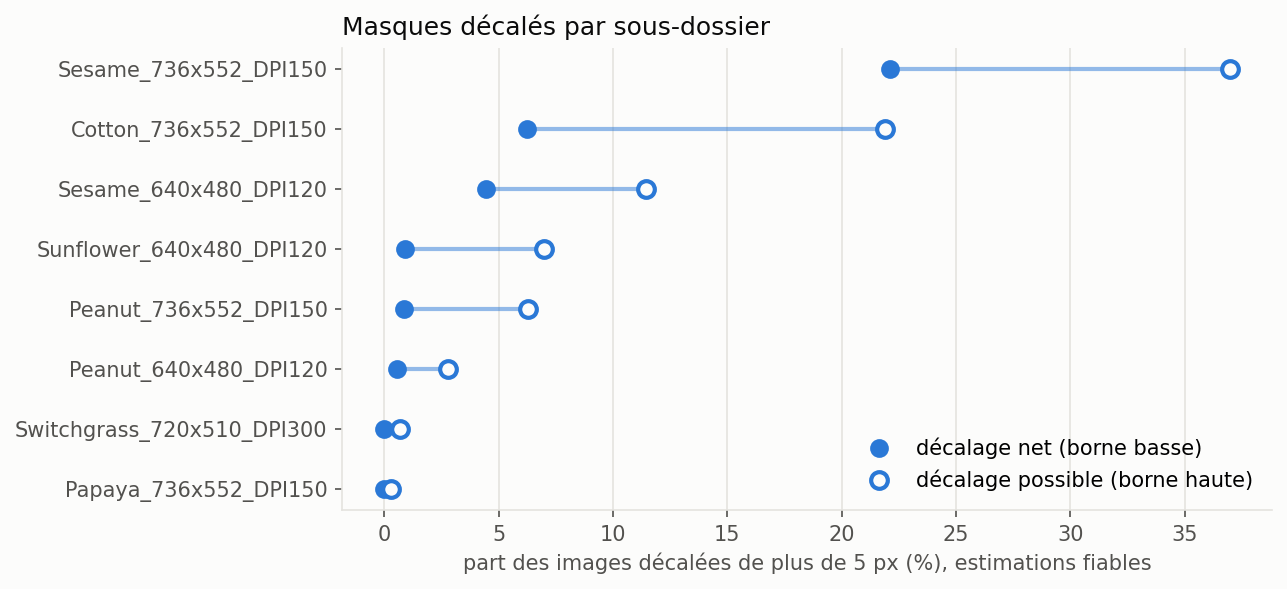 Masques décalés par sous-dossier
Sesame_736x552_DPI150
Cotton_736x552_DPI150
Sesame_640x480_DPI120
Sunflower_640x480_DPI120
Peanut_736x552_DPI150
Peanut_640x480_DPI120
Switchgrass_720x510_DPI300
Papaya_736x552_DPI150
décalage net (borne basse)
décalage possible (borne haute)
0 5 10 15 20 25 30 35
part des images décalées de plus de 5 px (%), estimations fiables